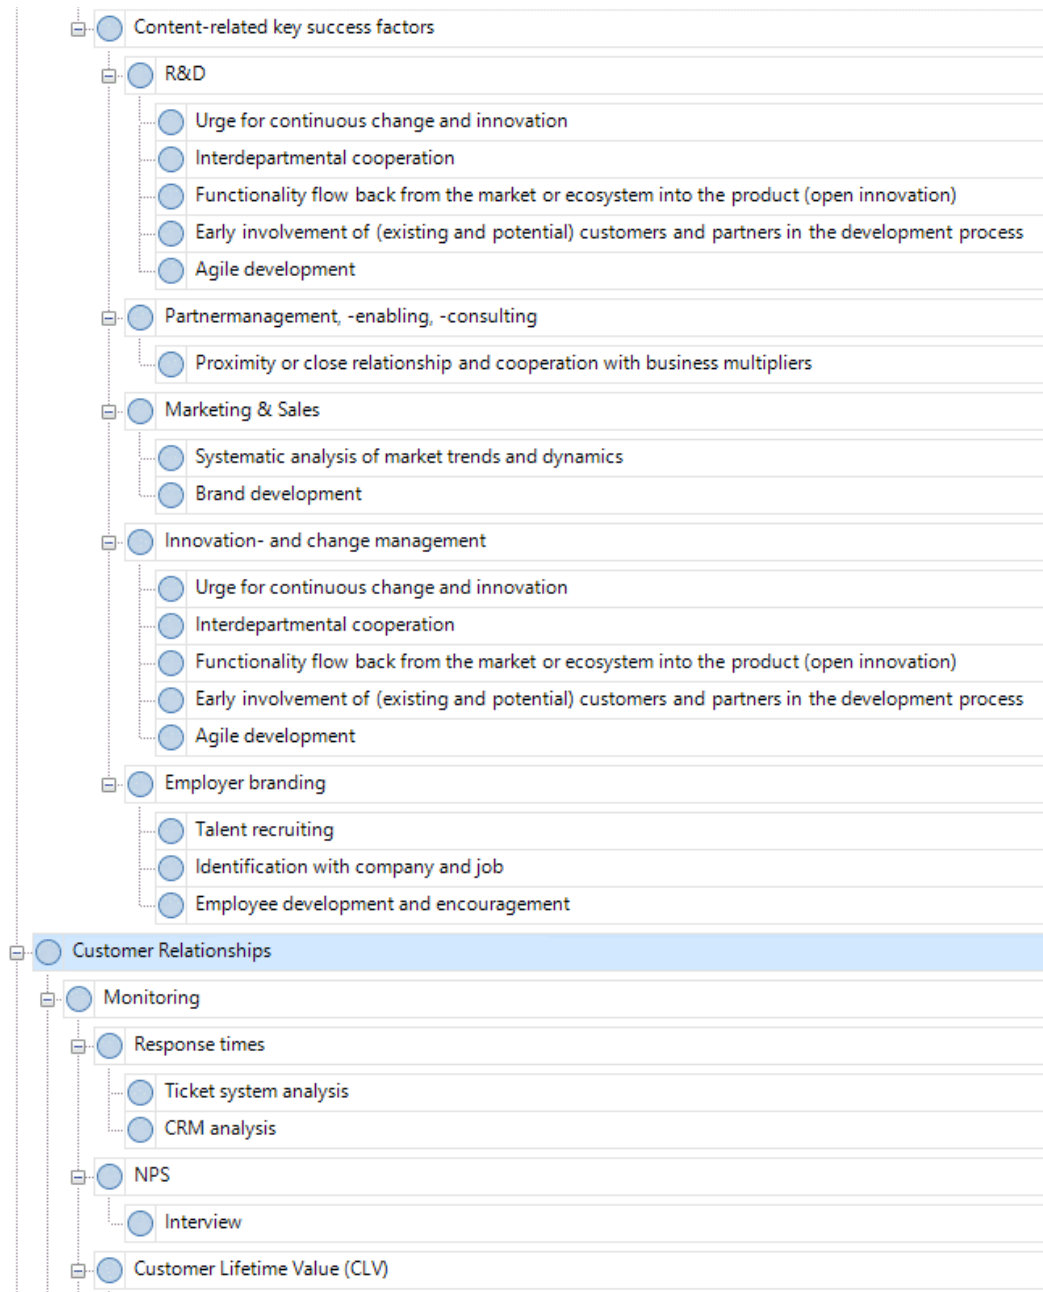 Content-related key success factors
R&D
Urge for continuous change and innovation
Interdepartmental cooperation
Functionality flow back from the market or ecosystem into the product (open innovation)
Early involvement of (existing and potential) customers and partners in the development process
Agile development
Partnermanagement, -enabling, -consulting
Proximity or close relationship and cooperation with business multipliers
Marketing & Sales
Systematic analysis of market trends and dynamics
Brand development
Innovation- and change management
Urge for continuous change and innovation
Interdepartmental cooperation
Functionality flow back from the market or ecosystem into the product (open innovation)
Early involvement of (existing and potential) customers and partners in the development process
Agile development
Employer branding
Talent recruiting
Identification with company and job
Employee development and encouragement
Customer Relationships
Monitoring
Response times
Ticket system analysis
CRM analysis
NPS
Interview
Customer Lifetime Value (CLV)